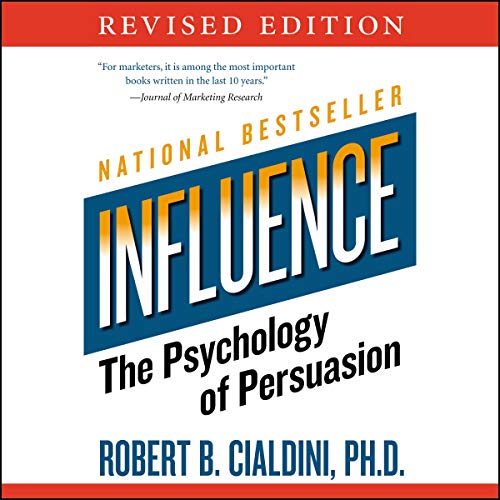 REVISED EDITION
“For marketers, it is among the most important
books written in the last 10 years.”
—Journal of Marketing Research
NATIONAL BESTSELLER
INFLUENCE
The Psychology
of Persuasion
ROBERT B. CIALDINI, PH.D.